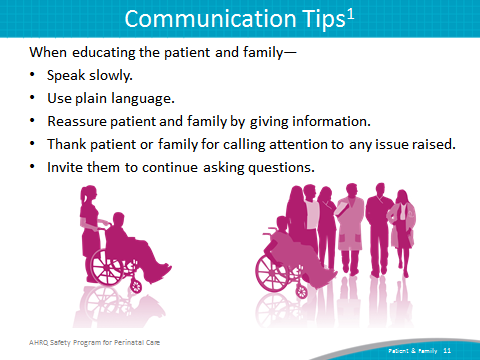 Communication Tips1
When educating the patient and family—
• Speak slowly.
• Use plain language.
• Reassure patient and family by giving information.
• Thank patient or family for calling attention to any issue raised.
• Invite them to continue asking questions.
AHRQ Safety Program for Perinatal Care
Patient & Family 11